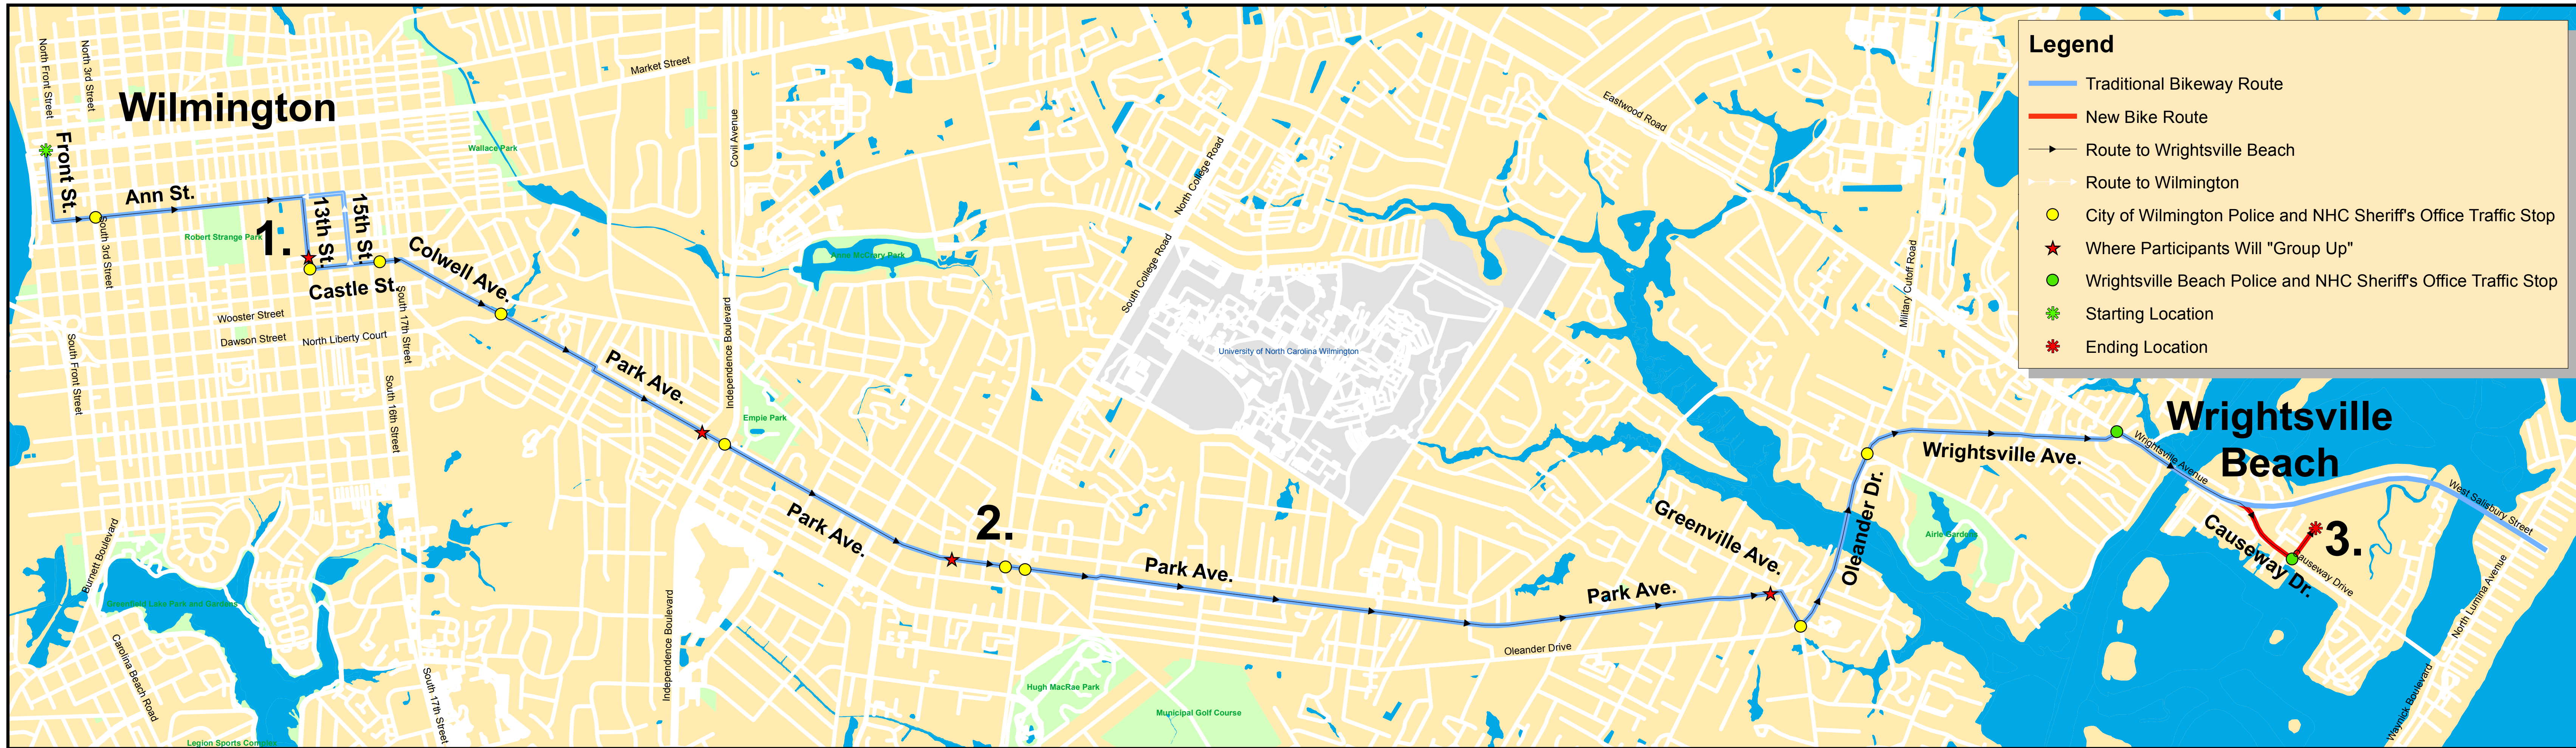 North Front Street
North 3rd Street
Wilmington
Market Street
Covil Avenue
Wallace Park
Front St.
Ann St.
Robert Strange Park
1.
13th St.
15th St.
South 3rd Street
Castle St.
Colwell Ave.
Wooster Street
Dawson Street
North Liberty Court
South 17th Street
South Front Street
South 16th Street
Independence Boulevard
Park Ave.
Empie Park
Park Ave.
2.
Park Ave.
North College Road
South College Road
University of North Carolina Wilmington
Eastwood Road
Military Cutoff Road
Burnett Boulevard
Greenfield Lake Park and Gardens
Carolina Beach Road
Legion Sports Complex
South 17th Street
Independence Boulevard
Hugh MacRae Park
Municipal Golf Course
Oleander Drive
Park Ave.
Greenville Ave.
Oleander Dr.
Airlie Gardens
Wrightsville Ave.
Wrightsville Avenue
Wrightsville
Beach
West Salisbury Street
Causeway Dr.
Causeway Drive
3.
North Lumina Avenue
Waynick Boulevard
Legend
Traditional Bikeway Route
New Bike Route
Route to Wrightsville Beach
Route to Wilmington
City of Wilmington Police and NHC Sheriff's Office Traffic Stop
Where Participants Will "Group Up"
Wrightsville Beach Police and NHC Sheriff's Office Traffic Stop
Starting Location
Ending Location